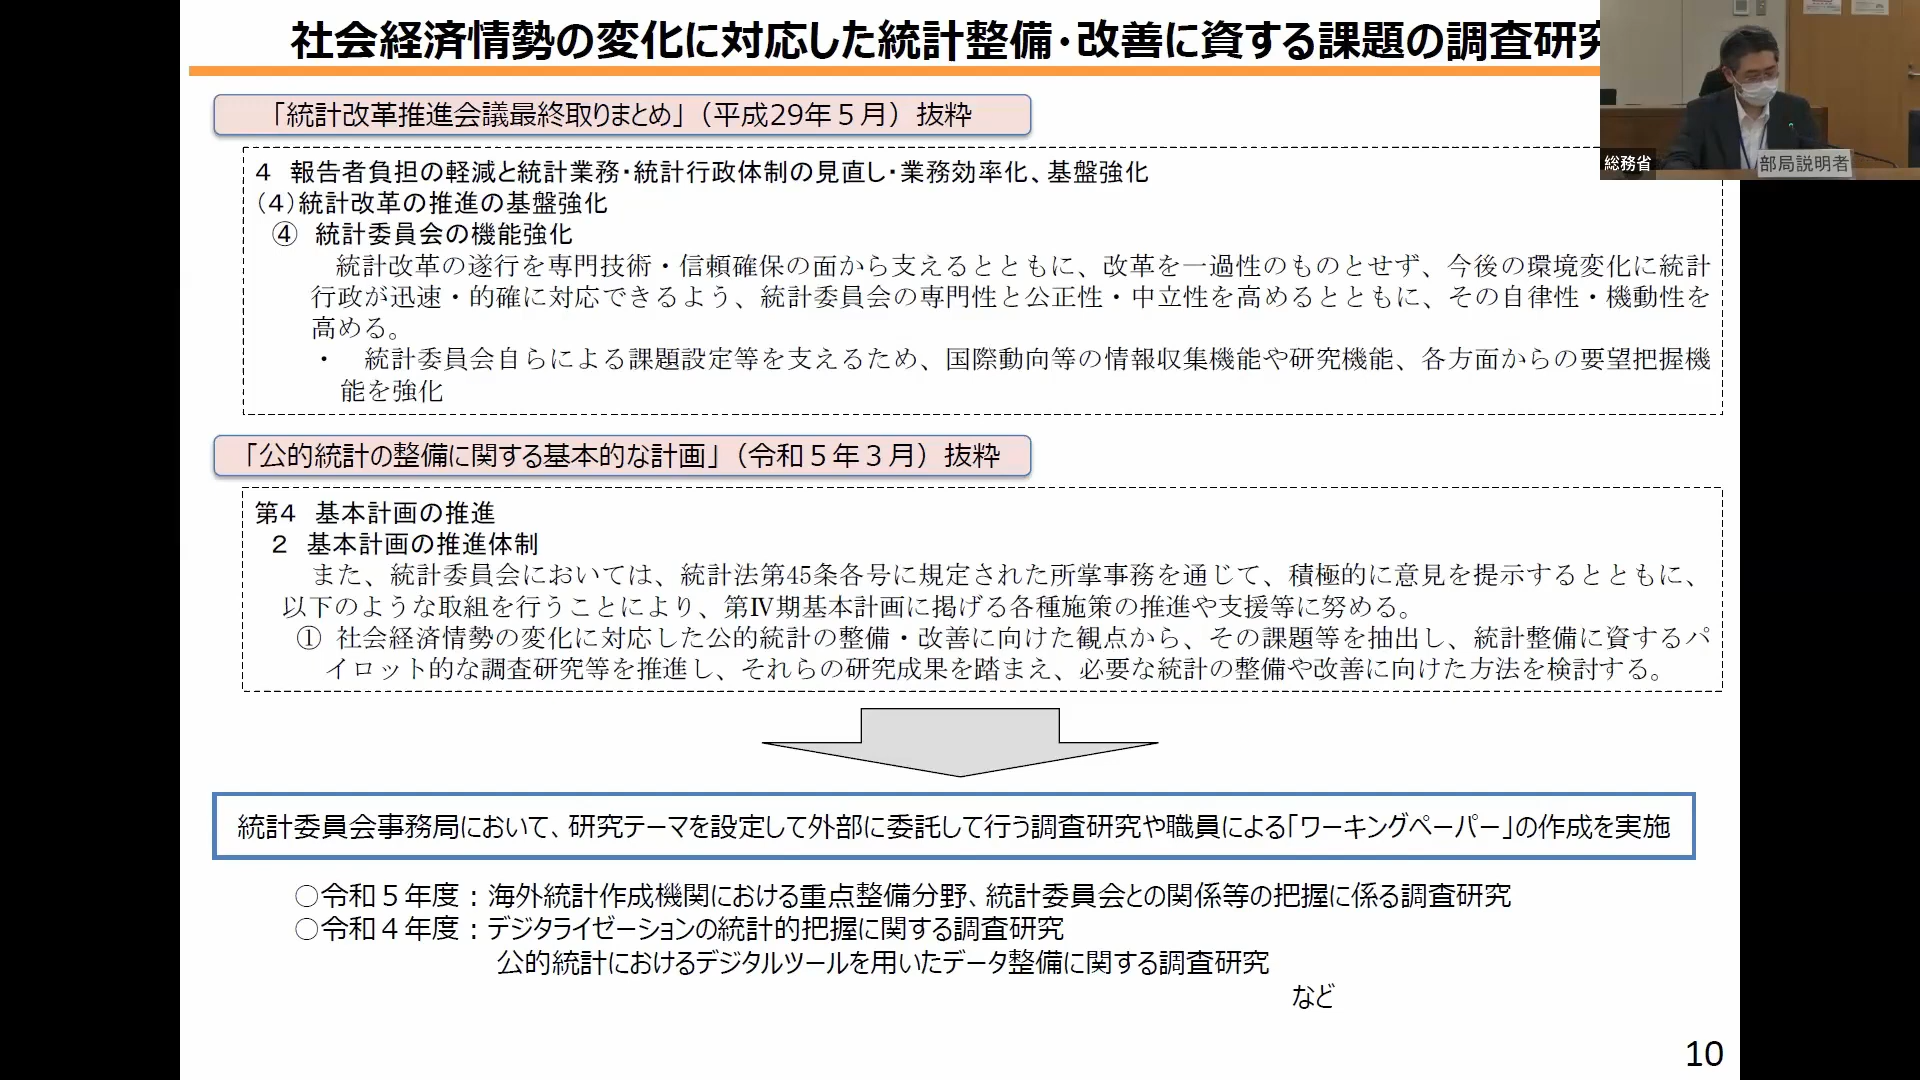 社会経済情勢の変化に対応した統計整備・改善に資する課題の調査研究
総務省
部局説明者
「統計改革推進会議最終取りまとめ」（平成29年５月）抜粋
４　報告者負担の軽減と統計業務・統計行政体制の見直し・業務効率化、基盤強化
（４）統計改革の推進の基盤強化
④　統計委員会の機能強化
統計改革の遂行を専門技術・信頼確保の面から支えるとともに、改革を一過性のものとせず、今後の環境変化に統計
行政が迅速・的確に対応できるよう、統計委員会の専門性と公正性・中立性を高めるとともに、その自律性・機動性を
高める。
・　統計委員会自らによる課題設定等を支えるため、国際動向等の情報収集機能や研究機能、各方面からの要望把握機
能を強化
「公的統計の整備に関する基本的な計画」（令和５年３月）抜粋
第４　基本計画の推進
２　基本計画の推進体制
また、統計委員会においては、統計法第45条各号に規定された所掌事務を通じて、積極的に意見を提示するとともに、
以下のような取組を行うことにより、第Ⅳ期基本計画に掲げる各種施策の推進や支援等に努める。
① 社会経済情勢の変化に対応した公的統計の整備・改善に向けた観点から、その課題等を抽出し、統計整備に資するパ
イロット的な調査研究等を推進し、それらの研究成果を踏まえ、必要な統計の整備や改善に向けた方法を検討する。
統計委員会事務局において、研究テーマを設定して外部に委託して行う調査研究や職員による「ワーキングペーパー」の作成を実施
○令和５年度：海外統計作成機関における重点整備分野、統計委員会との関係等の把握に係る調査研究
○令和４年度：デジタライゼーションの統計的把握に関する調査研究
公的統計におけるデジタルツールを用いたデータ整備に関する調査研究
など
10